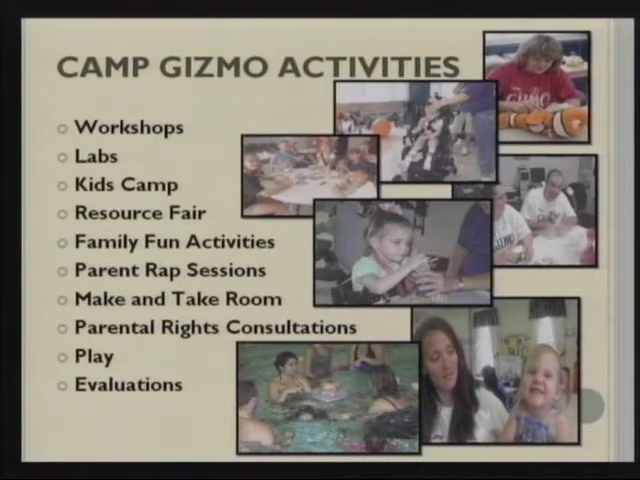 CAMP GIZMO ACTIVITIES
Workshops
Labs
Kids Camp
Resource Fair
Family Fun Activities
Parent Rap Sessions
Make and Take Room
Parental Rights Consultations
Play
Evaluations